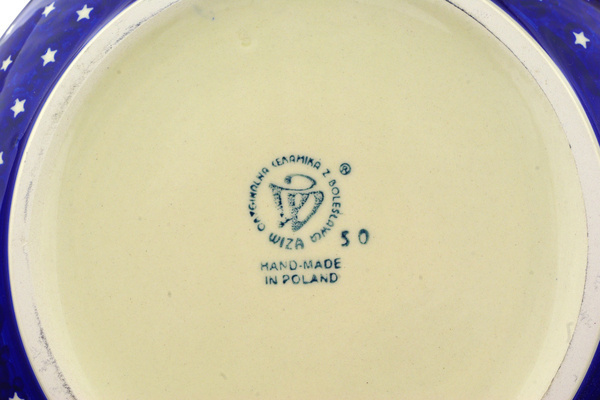 ORYGINALNA CERAMIKA Z BOLESŁAWCA WIZA
®
50
HAND-MADE
IN POLAND